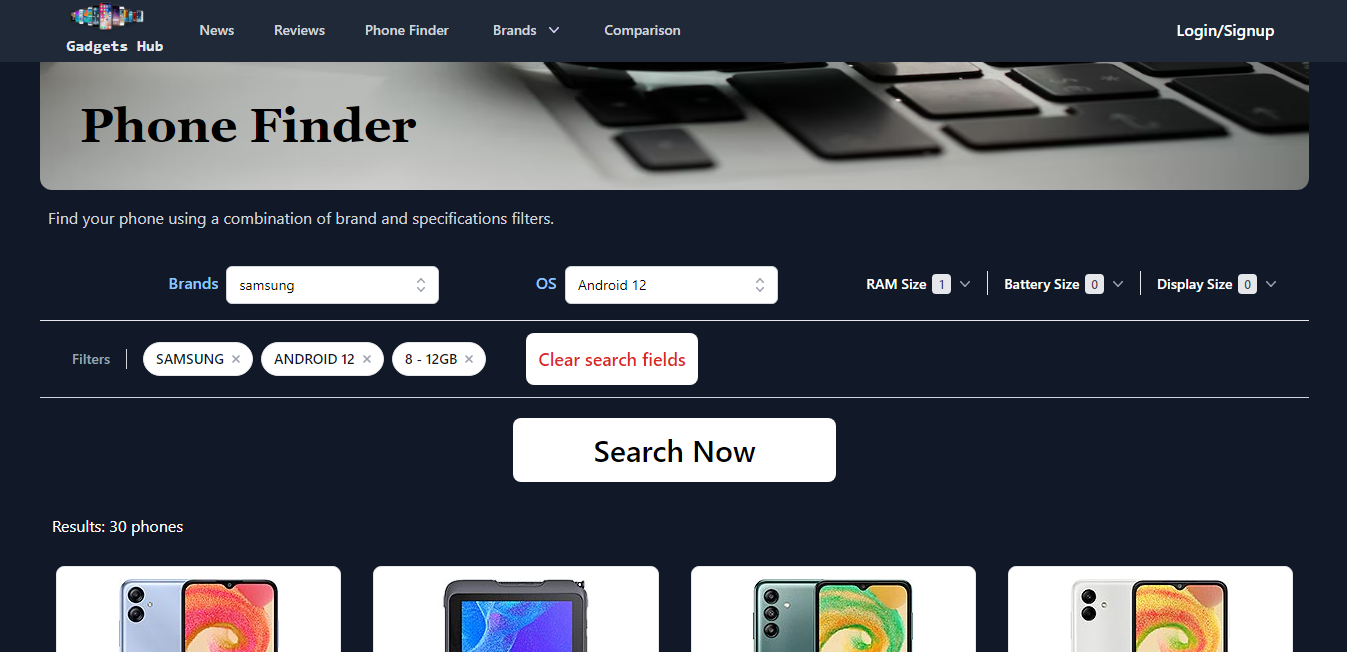 Gadgets Hub
News
Reviews
Phone Finder
Brands
Comparison
Login/Signup
Phone Finder
Find your phone using a combination of brand and specifications filters.
Brands
samsung
OS
Android 12
RAM Size 1
Battery Size 0
Display Size 0
Filters
SAMSUNG ×
ANDROID 12 ×
8 - 12GB ×
Clear search fields
Search Now
Results: 30 phones